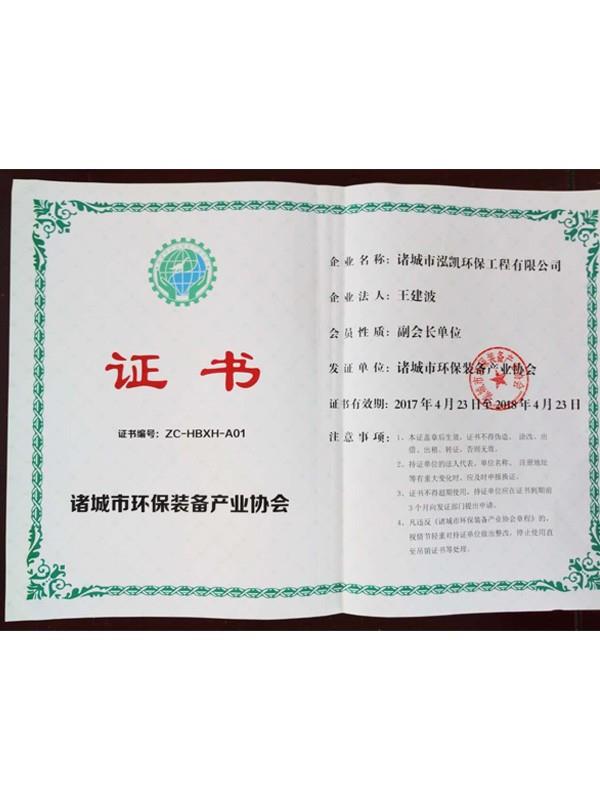 证书
证书编号：ZC-HBXH-A01
诸城市环保装备产业协会
企业名称：诸城市泓凯环保工程有限公司
企业法人：王建波
会员性质：副会长单位
发证单位：诸城市环保装备产业协会
证书有效期：2017年4月23日至2018年4月23日
注意事项：
1、本证盖章后生效，证书不得伪造、涂改、出
借、出租、转证，否则无效。
2、持证单位的法人代表、单位名称、注册地址
等有重大变化时，应及时申报换证。
3、证书不得超期使用，持证单位应在证书到期前
3个月向发证部门提出申请。
4、凡违反《诸城市环保装备产业协会章程》的，
视情节轻重对持证单位做出整改，停止使用直
至吊销证书等处理。